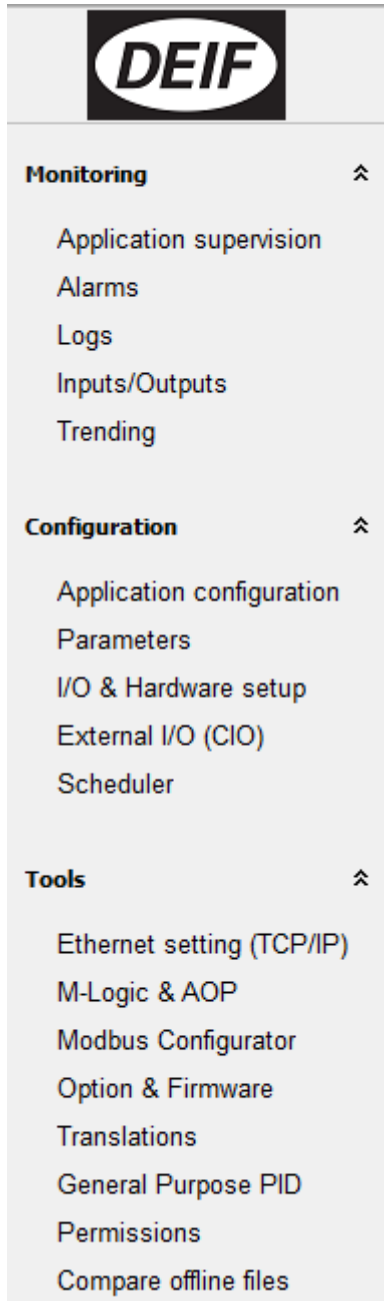 DEIF
Monitoring
Application supervision
Alarms
Logs
Inputs/Outputs
Trending
Configuration
Application configuration
Parameters
I/O & Hardware setup
External I/O (CIO)
Scheduler
Tools
Ethernet setting (TCP/IP)
M-Logic & AOP
Modbus Configurator
Option & Firmware
Translations
General Purpose PID
Permissions
Compare offline files